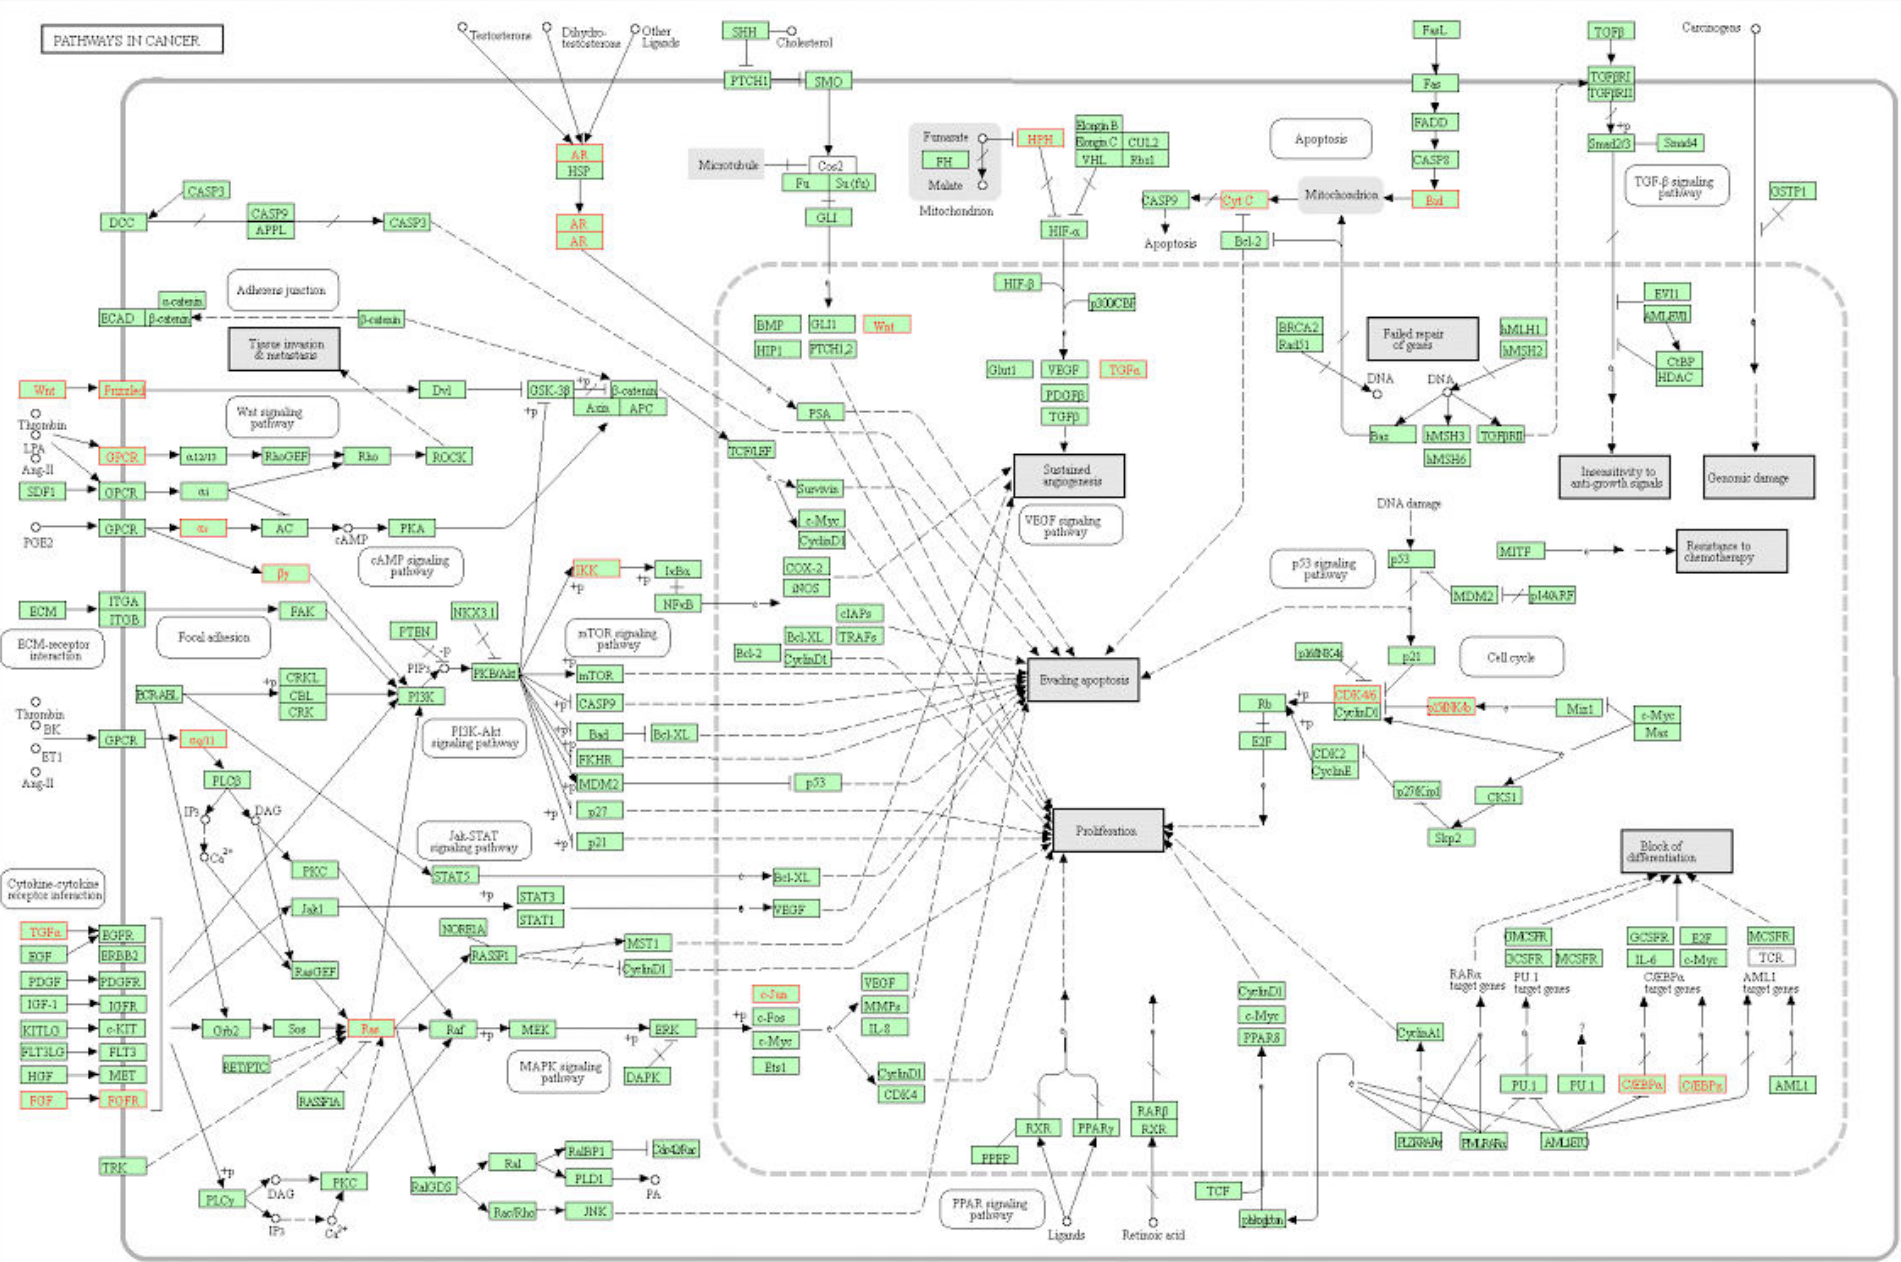 PATHWAYS IN CANCER
Testosterone
Dihydro-
testosterone
Other
Ligands
SHH
Cholesterol
PTCH1
SMO
FasL
Fas
FADD
CASP8
Bid
TGFβ
TGFβRI
TGFβRII
+p
Smad2/3
Smad4
Carcinogens
GSTP1
TGF-β signaling
pathway
Apoptosis
AR
HSP
AR
AR
Microtubule
Cos2
Fu
Su(fu)
GLI
Fumarate
FH
Malate
Mitochondrion
HPH
Elongin B
Elongin C
CUL2
VHL
Rbx1
HIF-α
CASP9
Cyt C
Mitochondrion
Apoptosis
Bcl-2
CASP3
DCC
CASP9
APPL
CASP3
Adherens junction
α-catenin
ECAD
β-catenin
β-catenin
Tissue invasion
& metastasis
Wnt
Frizzled
Dvl
GSK-3β
+p
β-catenin
Axin
APC
+p
Wnt signaling
pathway
Thrombin
LPA
Ang-II
GPCR
α12/13
RhoGEF
Rho
ROCK
SDF1
GPCR
αi
PGE2
GPCR
αs
AC
cAMP
PKA
cAMP signaling
pathway
βγ
HIF-β
p300CBP
BMP
GLI1
Wnt
HIP1
PTCH1,2
Glut1
VEGF
TGFα
PDGFβ
TGFβ
PSA
TCF/LEF
Sustained
angiogenesis
VEGF signaling
pathway
Survivin
c-Myc
CyclinD1
BRCA2
Rad51
Failed repair
of genes
hMLH1
hMSH2
DNA
DNA
Bax
hMSH3
TGFβRII
hMSH6
EVI1
AMLEVI1
CtBP
HDAC
Insensitivity to
anti-growth signals
Genomic damage
DNA damage
p53 signaling
pathway
p53
MDM2
p14ARF
MITF
Resistance to
chemotherapy
ECM
ITGA
ITGB
FAK
ECM-receptor
interaction
Focal adhesion
IKK
+p
IκBα
+p
NFκB
COX-2
iNOS
NKX3.1
PTEN
-p
PIP₃
PKB/Akt
mTOR signaling
pathway
cIAPs
Bcl-XL
TRAFs
Bcl-2
CyclinD1
Evading apoptosis
+p
mTOR
+p
CASP9
Bad
Bcl-XL
FKHR
MDM2
p53
+p
p27
+p
p21
BCR-ABL
+p
CRKL
CBL
CRK
PI3K
PI3K-Akt
signaling pathway
Thrombin
BK
ET1
Ang-II
GPCR
αq/11
PLCβ
IP₃
DAG
Ca²⁺
Jak-STAT
signaling pathway
p16INK4a
p21
Cell cycle
Rb
+p
CDK4/6
CyclinD1
p15INK4b
Miz1
c-Myc
Max
E2F
+p
CDK2
CyclinE
p27Kip1
CKS1
Skp2
Proliferation
Block of
differentiation
Cytokine-cytokine
receptor interaction
PKC
STAT5
Bcl-XL
Jak1
+p
STAT3
STAT1
VEGF
TGFα
EGFR
EGF
ERBB2
PDGF
PDGFR
IGF-1
IGFR
KITLG
c-KIT
FLT3LG
FLT3
HGF
MET
FGF
FGFR
TRK
RasGEF
NORE1A
RASSF1
MST1
CyclinD1
Grb2
Sos
Ras
Raf
+p
MEK
+p
ERK
+p
RET/PTC
RASSF1A
MAPK signaling
pathway
DAPK
c-Jun
c-Fos
c-Myc
Ets1
VEGF
MMPs
IL-8
CyclinD1
CDK4
CyclinD1
c-Myc
PPARδ
CyclinA1
RARα
target genes
GMCSFR
GCSFR
MCSFR
PU.1
target genes
GCSFR
E2F
IL-6
c-Myc
C/EBPα
target genes
MCSFR
TCR
AML1
target genes
?
PU.1
PU.1
C/EBPα
C/EBPα
AML1
PLZF-RARα
PML-RARα
AML1-ETO
RXR
PPARγ
PPFP
RARβ
RXR
PPAR signaling
pathway
Ligands
Retinoic acid
TCF
+p
PLCγ
DAG
IP₃
Ca²⁺
PKC
RalGDS
Ral
RalBP1
Cdc42/Rac
PLD1
PA
Rac/Rho
JNK